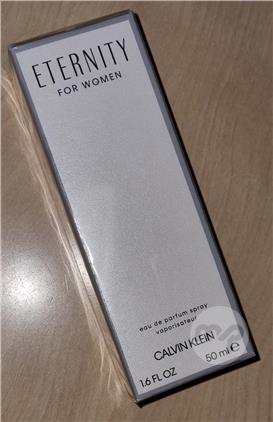 ETERNITY
FOR WOMEN
eau de parfum spray
vaporisateur
CALVIN KLEIN
1.6 FL OZ 50 ml ℮